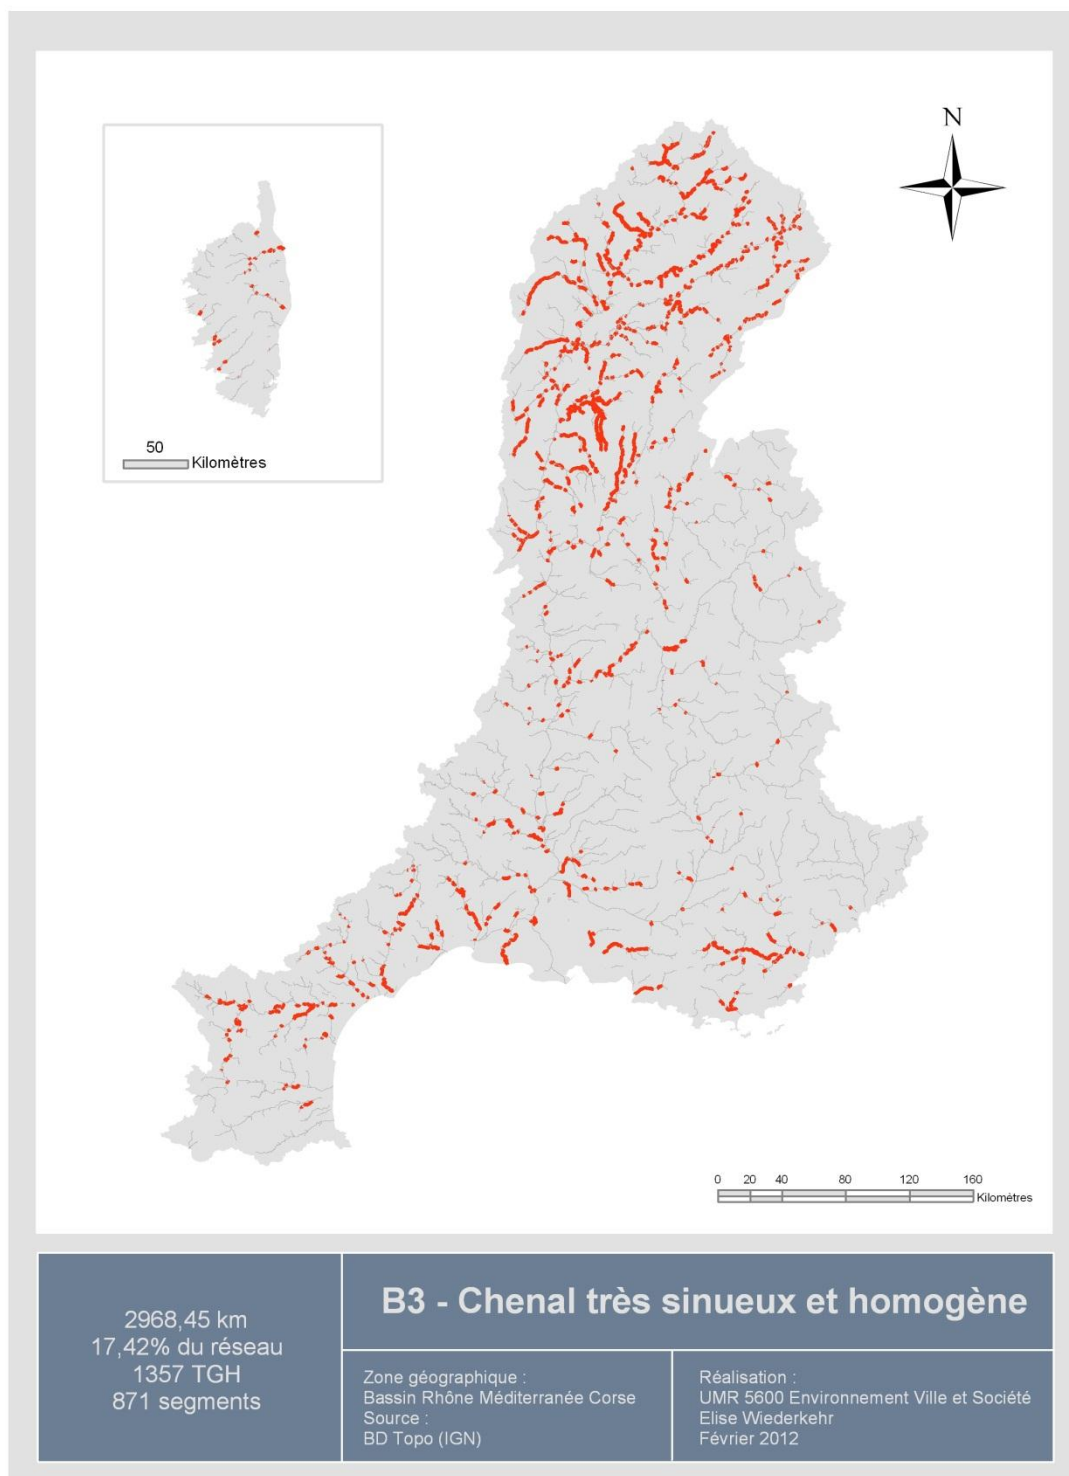 N
50
Kilomètres
0 20 40 80 120 160
Kilomètres
2968,45 km
17,42% du réseau
1357 TGH
871 segments
B3 - Chenal très sinueux et homogène
Zone géographique :
Bassin Rhône Méditerranée Corse
Source :
BD Topo (IGN)
Réalisation :
UMR 5600 Environnement Ville et Société
Elise Wiederkehr
Février 2012